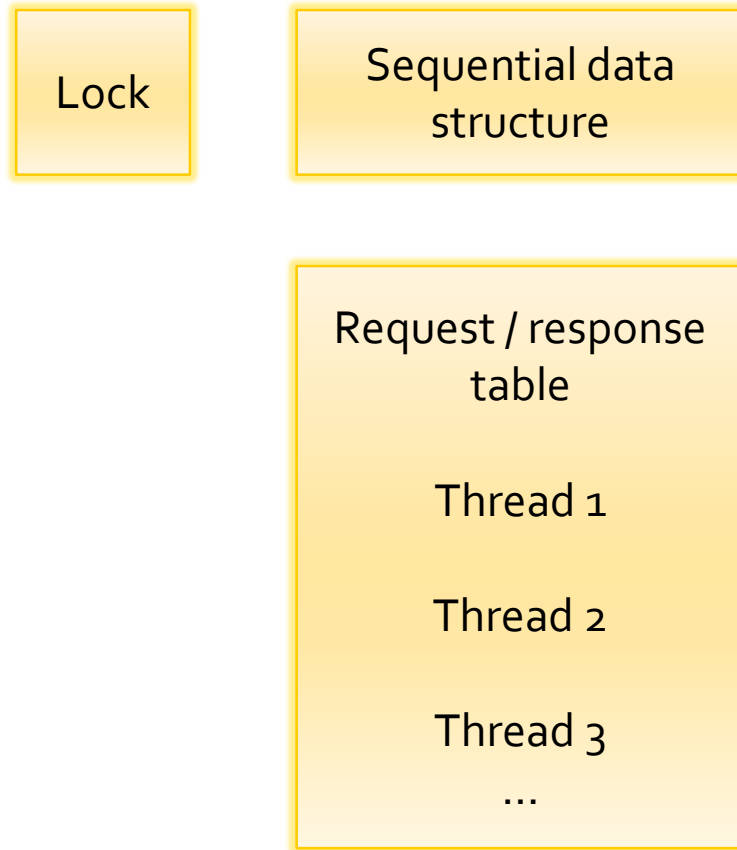 Lock
Sequential data
structure
Request / response
table
Thread 1
Thread 2
Thread 3
...